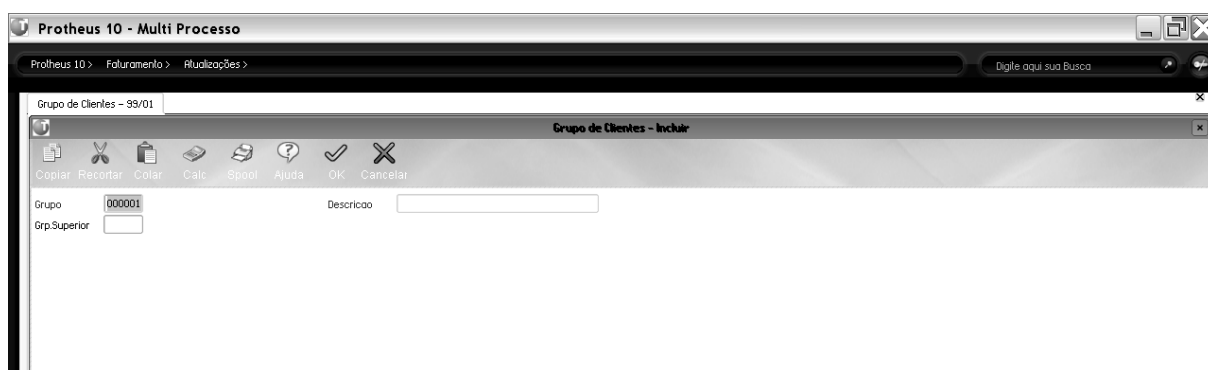 Protheus 10 - Multi Processo
Protheus 10 > Faturamento > Atualizações > Digite aqui sua Busca
Grupo de Clientes - 99/01
Grupo de Clientes - Incluir
Copiar Recortar Colar Calc Spool Ajuda OK Cancelar
Grupo 000001 Descricao
Grp.Superior